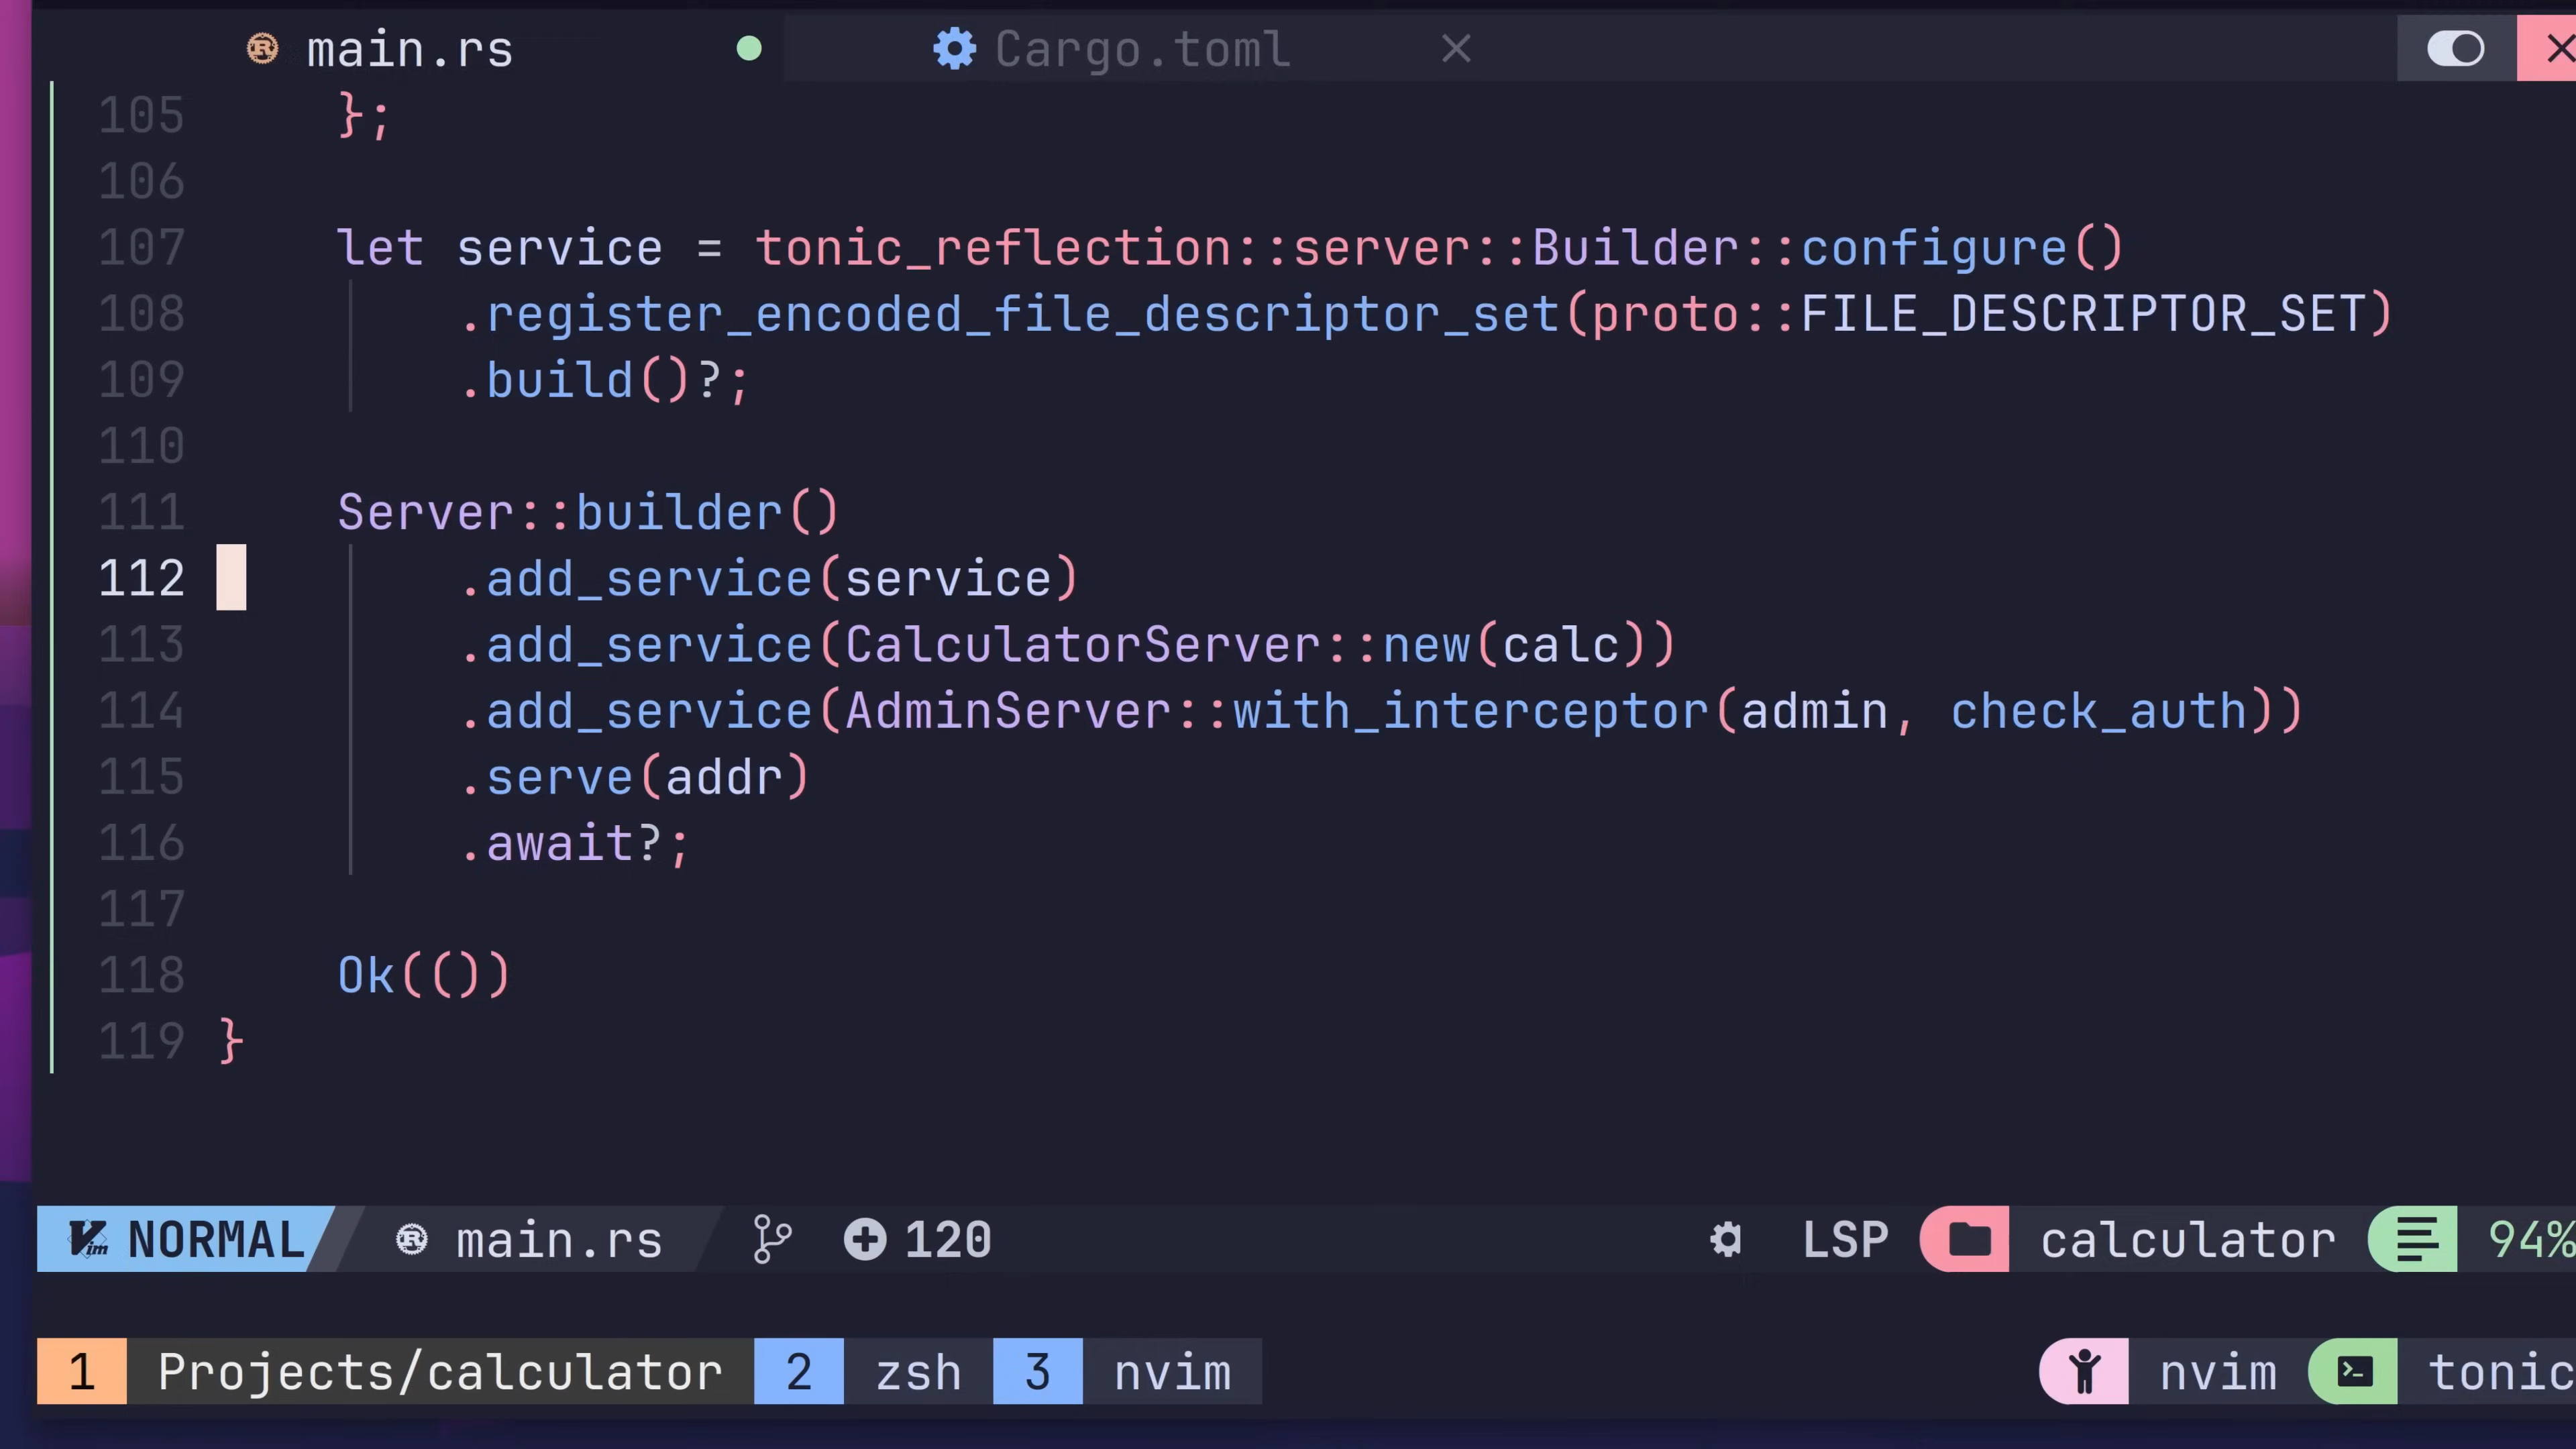 main.rs Cargo.toml
105 };
106
107 let service = tonic_reflection::server::Builder::configure()
108 .register_encoded_file_descriptor_set(proto::FILE_DESCRIPTOR_SET)
109 .build()?;
110
111 Server::builder()
112 .add_service(service)
113 .add_service(CalculatorServer::new(calc))
114 .add_service(AdminServer::with_interceptor(admin, check_auth))
115 .serve(addr)
116 .await?;
117
118 Ok(())
119 }
NORMAL main.rs 120 LSP calculator 94%
1 Projects/calculator 2 zsh 3 nvim nvim tonic